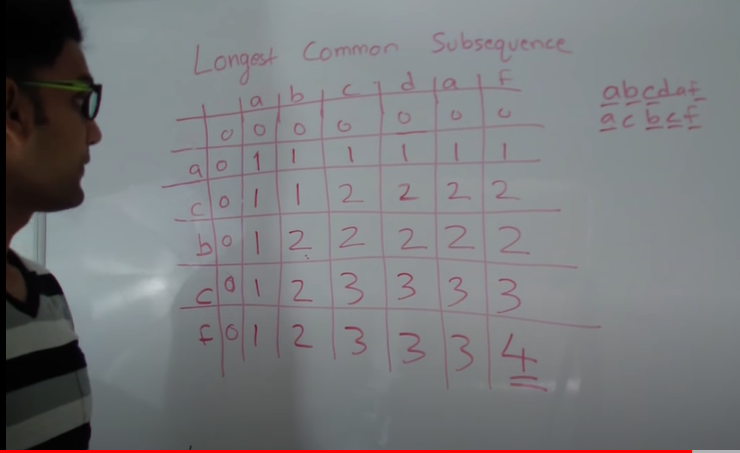 Longest Common Subsequence
a b c d a f
0 0 0 0 0 0 0
a 0 1 1 1 1 1 1
c 0 1 1 2 2 2 2
b 0 1 2 2 2 2 2
c 0 1 2 3 3 3 3
f 0 1 2 3 3 3 4
abcdaf
acbcf